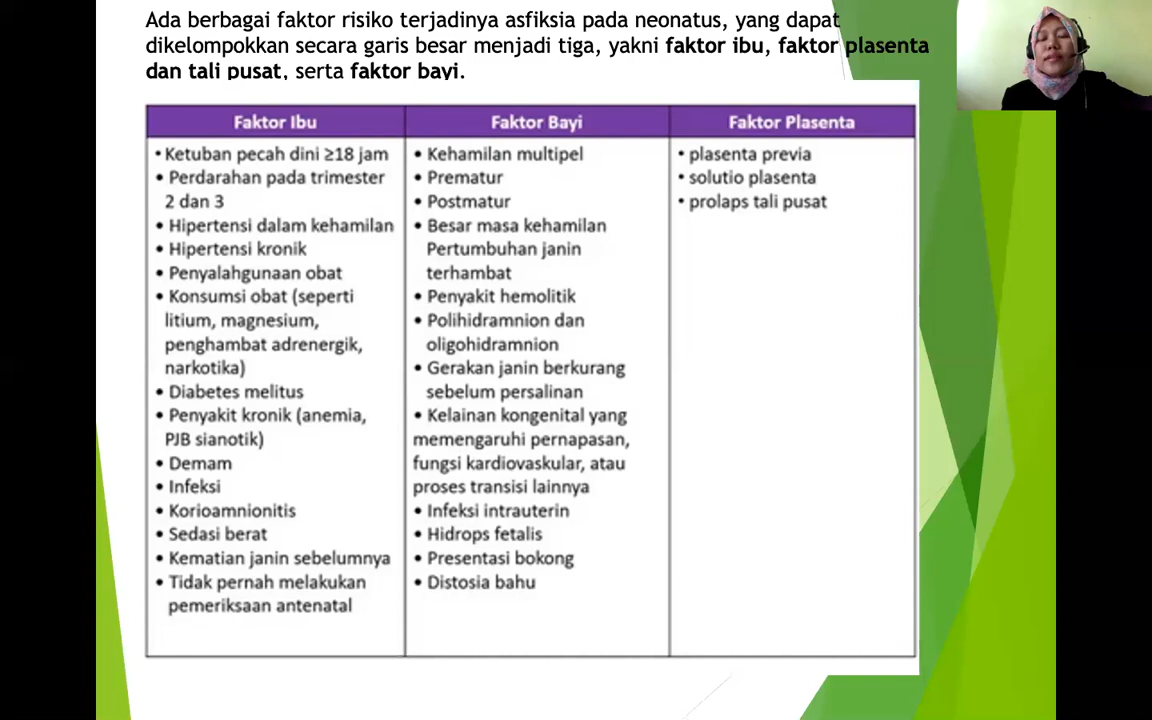 Ada berbagai faktor risiko terjadinya asfiksia pada neonatus, yang dapat
dikelompokkan secara garis besar menjadi tiga, yakni faktor ibu, faktor plasenta
dan tali pusat, serta faktor bayi.
Faktor Ibu
• Ketuban pecah dini ≥18 jam
• Perdarahan pada trimester
2 dan 3
• Hipertensi dalam kehamilan
• Hipertensi kronik
• Penyalahgunaan obat
• Konsumsi obat (seperti
litium, magnesium,
penghambat adrenergik,
narkotika)
• Diabetes melitus
• Penyakit kronik (anemia,
PJB sianotik)
• Demam
• Infeksi
• Korioamnionitis
• Sedasi berat
• Kematian janin sebelumnya
• Tidak pernah melakukan
pemeriksaan antenatal
Faktor Bayi
• Kehamilan multipel
• Prematur
• Postmatur
• Besar masa kehamilan
Pertumbuhan janin
terhambat
• Penyakit hemolitik
• Polihidramnion dan
oligohidramnion
• Gerakan janin berkurang
sebelum persalinan
• Kelainan kongenital yang
memengaruhi pernapasan,
fungsi kardiovaskular, atau
proses transisi lainnya
• Infeksi intrauterin
• Hidrops fetalis
• Presentasi bokong
• Distosia bahu
Faktor Plasenta
• plasenta previa
• solutio plasenta
• prolaps tali pusat